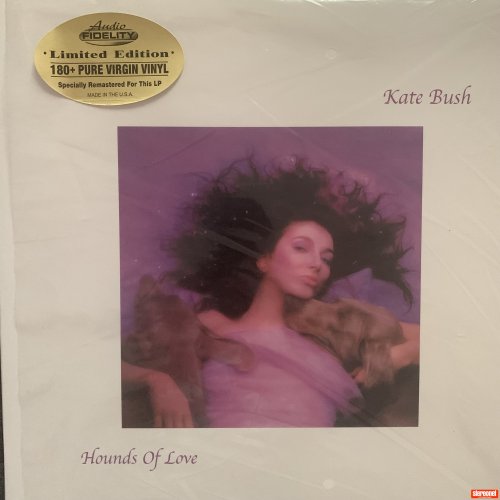 Audio
FIDELITY
· Limited Edition ·
180+ PURE VIRGIN VINYL
Specially Remastered For This LP
MADE IN THE U.S.A.
Kate Bush
Hounds Of Love
stereonet